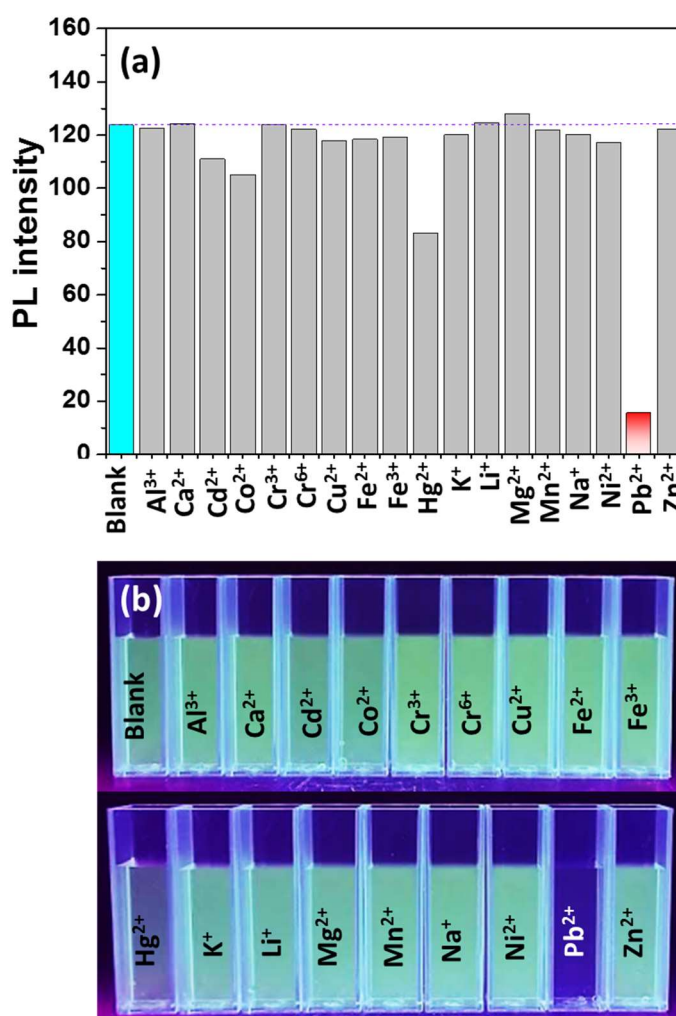 (a)
PL intensity
160
140
120
100
80
60
40
20
0
Blank
Al³⁺
Ca²⁺
Cd²⁺
Co²⁺
Cr³⁺
Cr⁶⁺
Cu²⁺
Fe²⁺
Fe³⁺
Hg²⁺
K⁺
Li⁺
Mg²⁺
Mn²⁺
Na⁺
Ni²⁺
Pb²⁺
Zn²⁺
(b)
Blank
Al³⁺
Ca²⁺
Cd²⁺
Co²⁺
Cr³⁺
Cr⁶⁺
Cu²⁺
Fe²⁺
Fe³⁺
Hg²⁺
K⁺
Li⁺
Mg²⁺
Mn²⁺
Na⁺
Ni²⁺
Pb²⁺
Zn²⁺